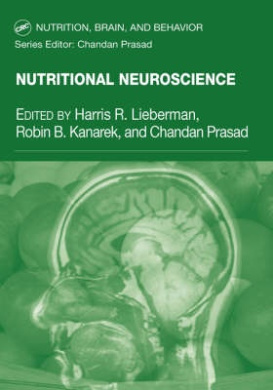 NUTRITION, BRAIN, AND BEHAVIOR
Series Editor: Chandan Prasad
NUTRITIONAL NEUROSCIENCE
EDITED BY Harris R. Lieberman,
Robin B. Kanarek, and Chandan Prasad